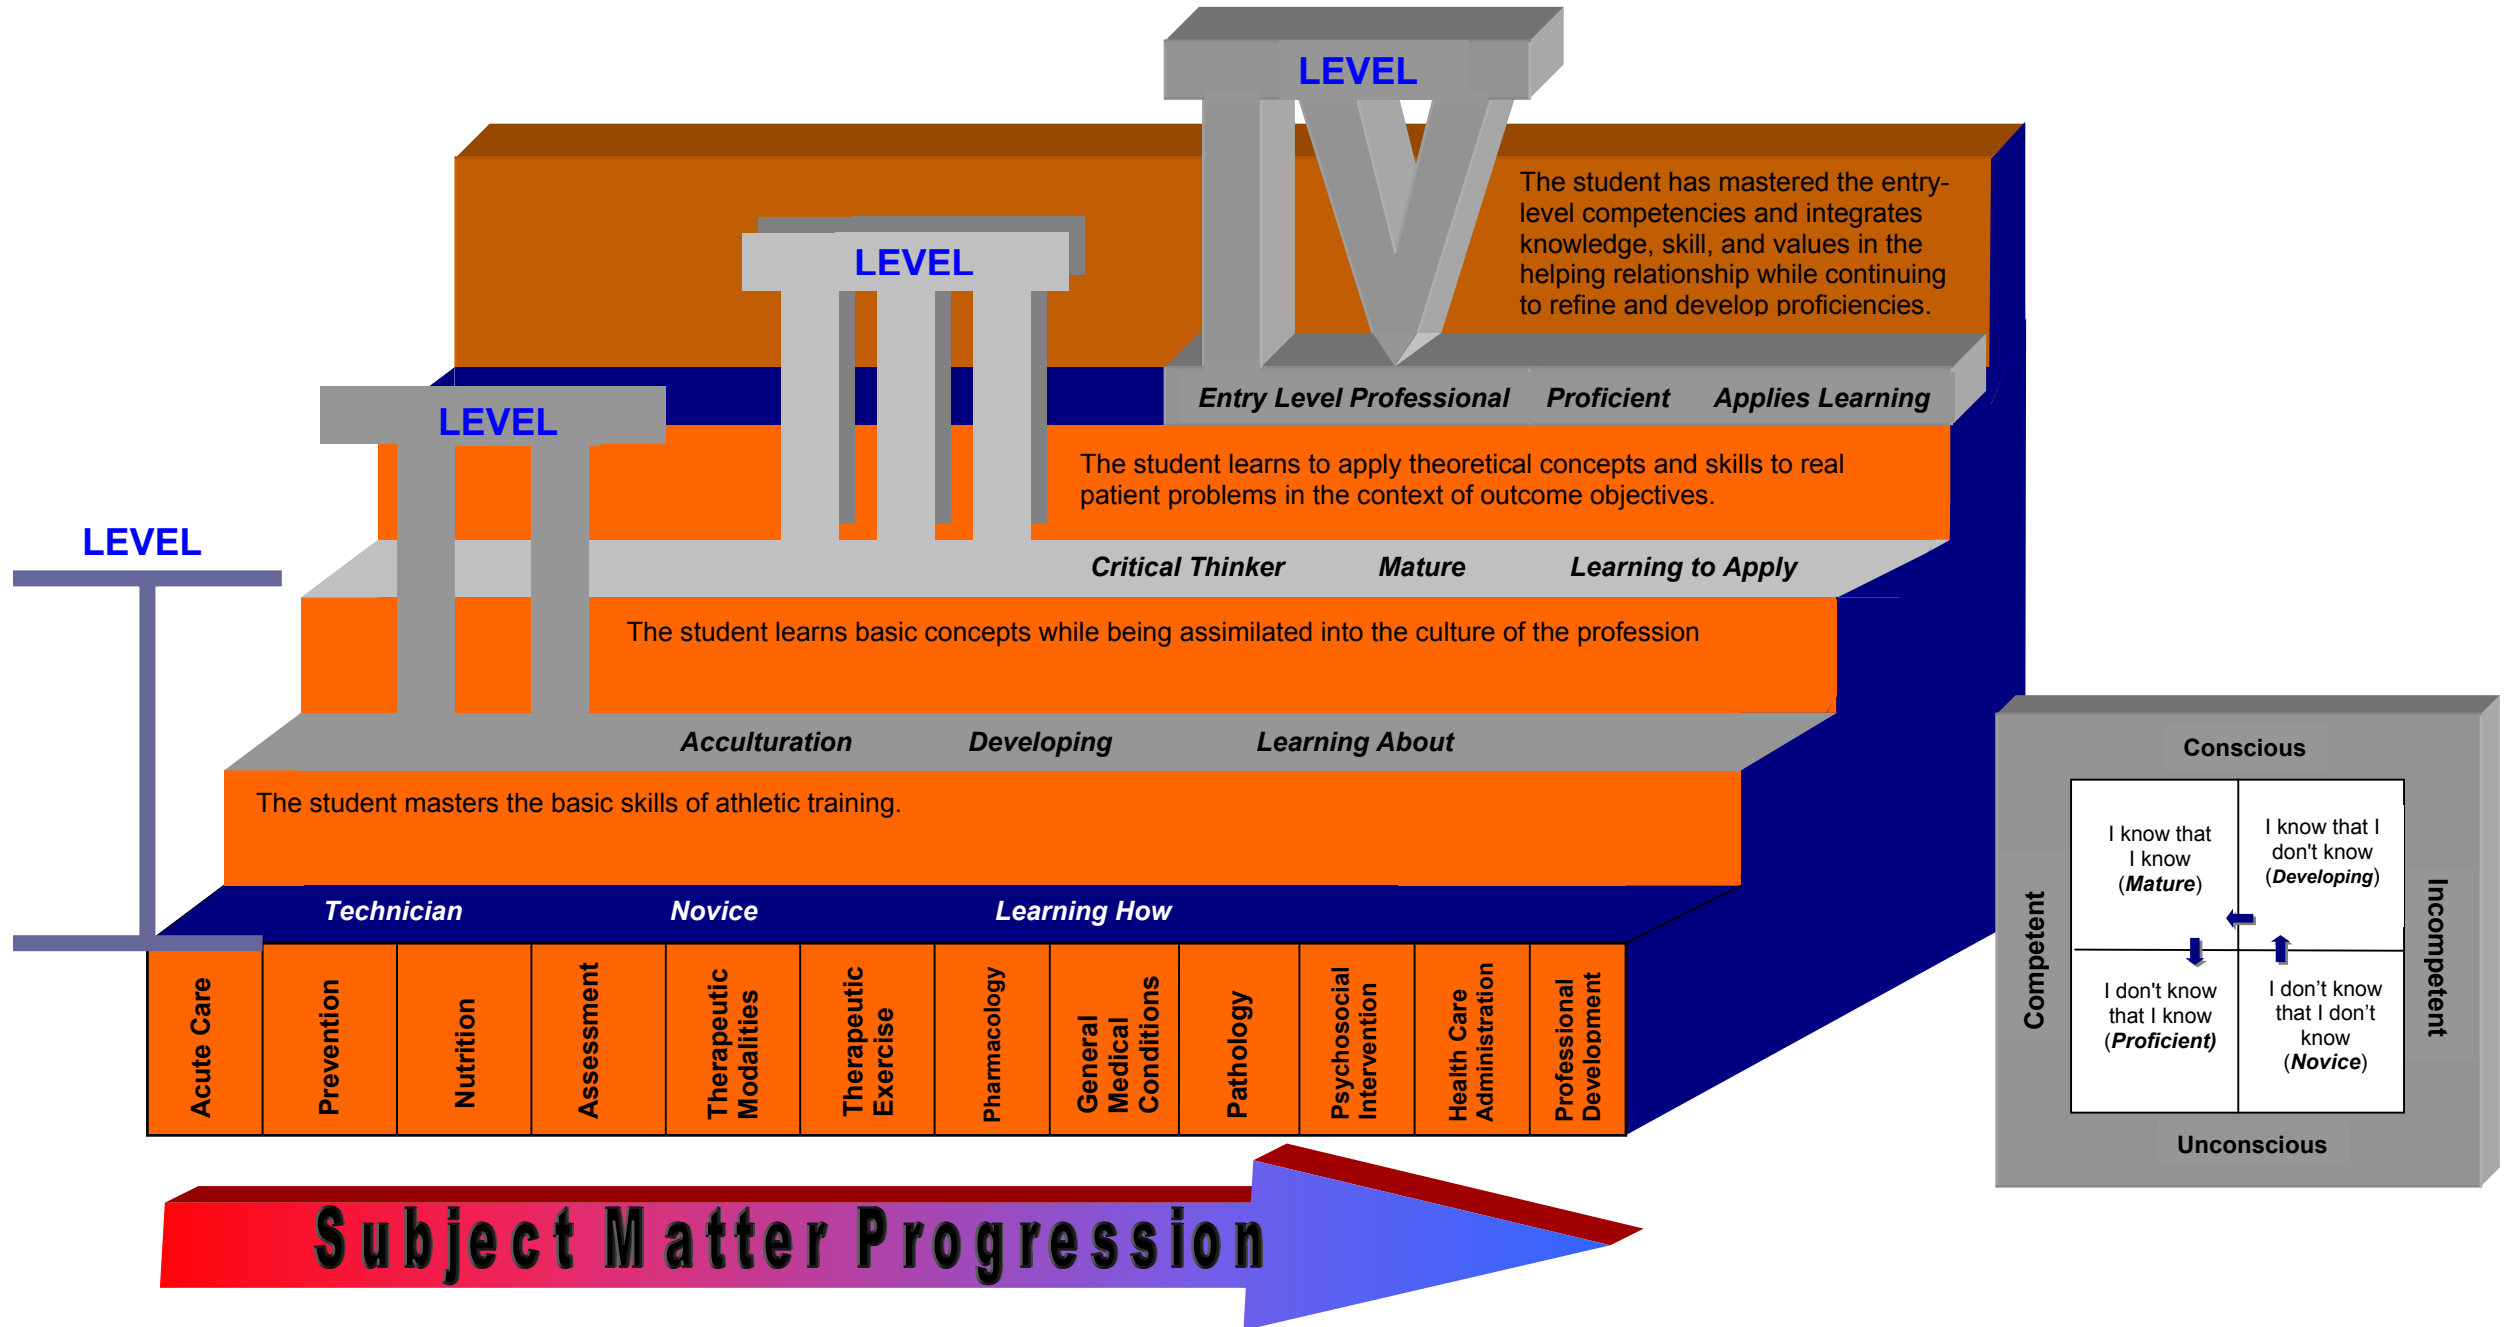 LEVEL
IV
The student has mastered the entry-
level competencies and integrates
knowledge, skill, and values in the
helping relationship while continuing
to refine and develop proficiencies.
Entry Level Professional Proficient Applies Learning
LEVEL
III
The student learns to apply theoretical concepts and skills to real
patient problems in the context of outcome objectives.
Critical Thinker Mature Learning to Apply
LEVEL
II
The student learns basic concepts while being assimilated into the culture of the profession
Acculturation Developing Learning About
LEVEL
I
The student masters the basic skills of athletic training.
Technician Novice Learning How
Acute Care
Prevention
Nutrition
Assessment
Therapeutic
Modalities
Therapeutic
Exercise
Pharmacology
General
Medical
Conditions
Pathology
Psychosocial
Intervention
Health Care
Administration
Professional
Development
Subject Matter Progression
Conscious
Competent
Incompetent
I know that
I know
(Mature)
I know that I
don't know
(Developing)
I don't know
that I know
(Proficient)
I don’t know
that I don’t
know
(Novice)
Unconscious